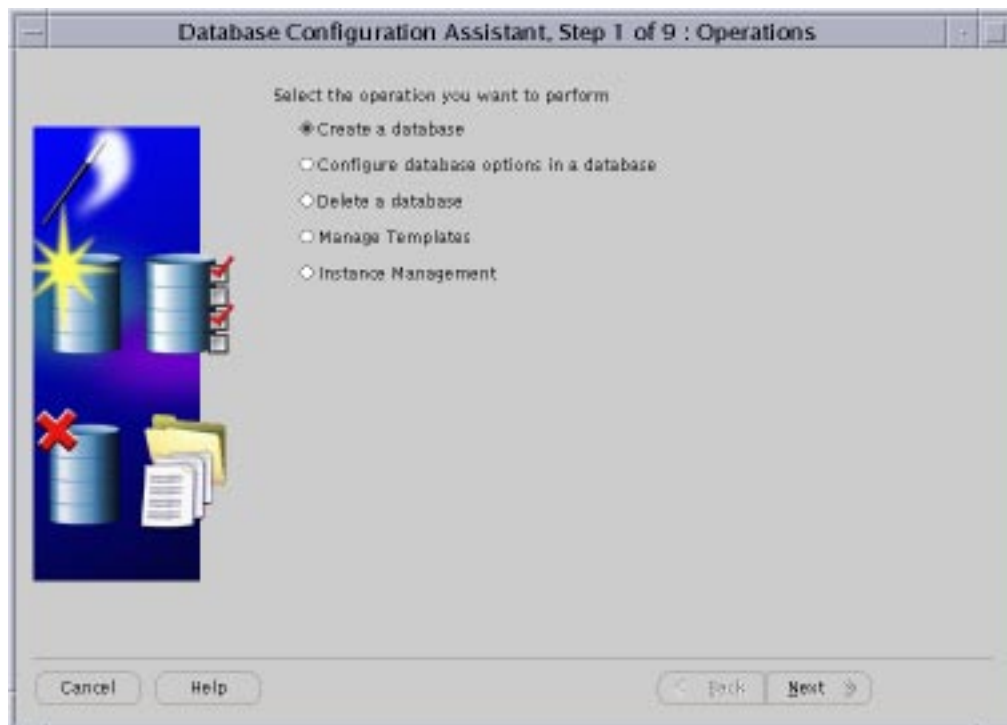 Database Configuration Assistant, Step 1 of 9 : Operations
Select the operation you want to perform
Create a database
Configure database options in a database
Delete a database
Manage Templates
Instance Management
Cancel
Help
Back
Next